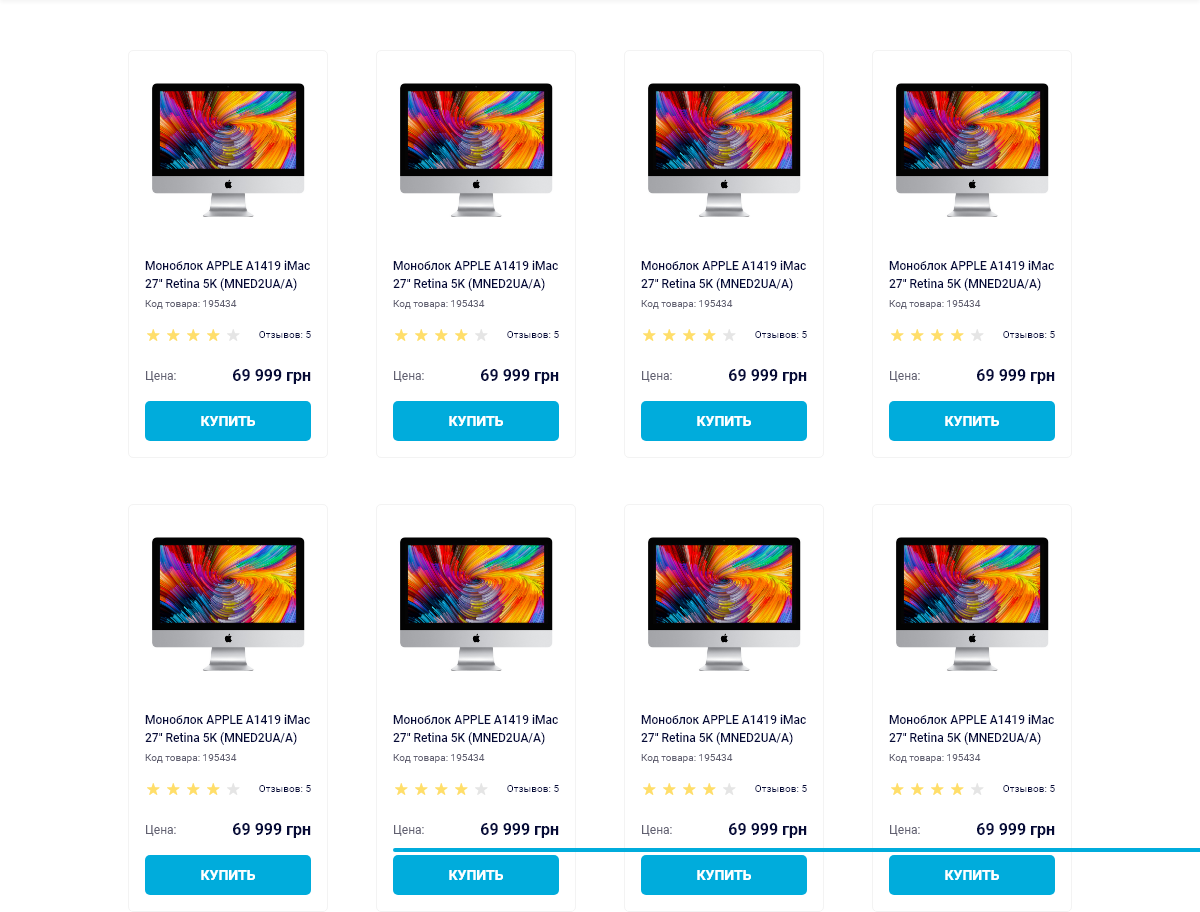 Моноблок APPLE A1419 iMac
27" Retina 5K (MNED2UA/A)
Код товара: 195434
Отзывов: 5
Цена: 69 999 грн
КУПИТЬ
Моноблок APPLE A1419 iMac
27" Retina 5K (MNED2UA/A)
Код товара: 195434
Отзывов: 5
Цена: 69 999 грн
КУПИТЬ
Моноблок APPLE A1419 iMac
27" Retina 5K (MNED2UA/A)
Код товара: 195434
Отзывов: 5
Цена: 69 999 грн
КУПИТЬ
Моноблок APPLE A1419 iMac
27" Retina 5K (MNED2UA/A)
Код товара: 195434
Отзывов: 5
Цена: 69 999 грн
КУПИТЬ
Моноблок APPLE A1419 iMac
27" Retina 5K (MNED2UA/A)
Код товара: 195434
Отзывов: 5
Цена: 69 999 грн
КУПИТЬ
Моноблок APPLE A1419 iMac
27" Retina 5K (MNED2UA/A)
Код товара: 195434
Отзывов: 5
Цена: 69 999 грн
КУПИТЬ
Моноблок APPLE A1419 iMac
27" Retina 5K (MNED2UA/A)
Код товара: 195434
Отзывов: 5
Цена: 69 999 грн
КУПИТЬ
Моноблок APPLE A1419 iMac
27" Retina 5K (MNED2UA/A)
Код товара: 195434
Отзывов: 5
Цена: 69 999 грн
КУПИТЬ